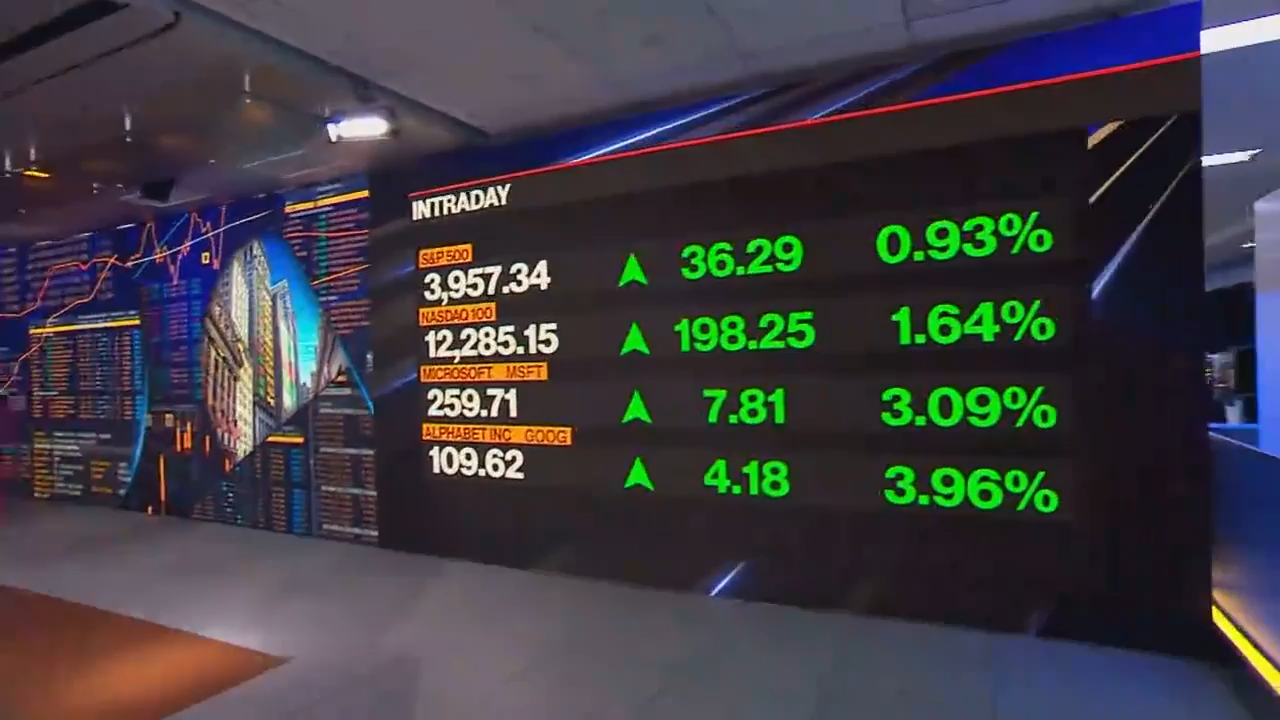 INTRADAY
S&P 500
3,957.34 36.29 0.93%
NASDAQ 100
12,285.15 198.25 1.64%
MICROSOFT MSFT
259.71 7.81 3.09%
ALPHABET INC GOOG
109.62 4.18 3.96%